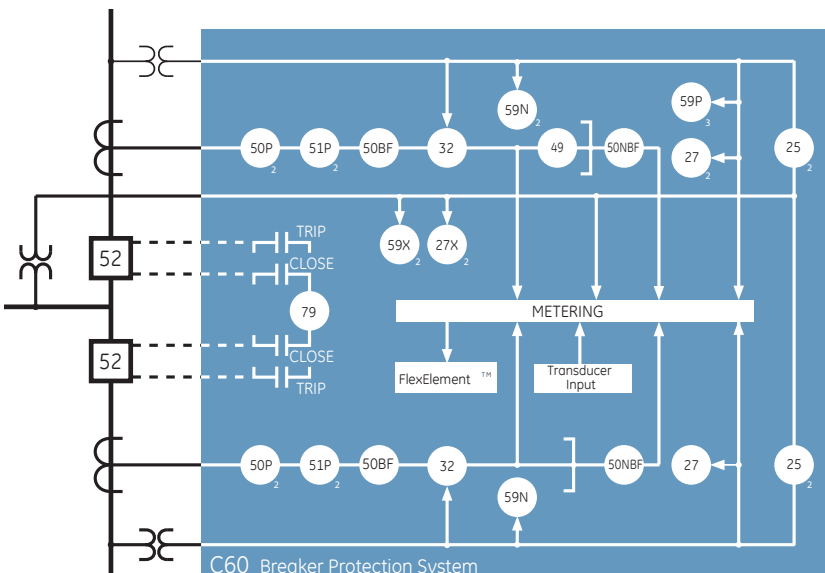 59N
2
59P
3
50P
2
51P
2
50BF
32
49
50NBF
27
2
25
2
TRIP
59X
2
27X
2
52
CLOSE
79
METERING
52
CLOSE
TRIP
FlexElement ™
Transducer
Input
50P
2
51P
2
50BF
32
50NBF
27
25
2
59N
C60 Breaker Protection System